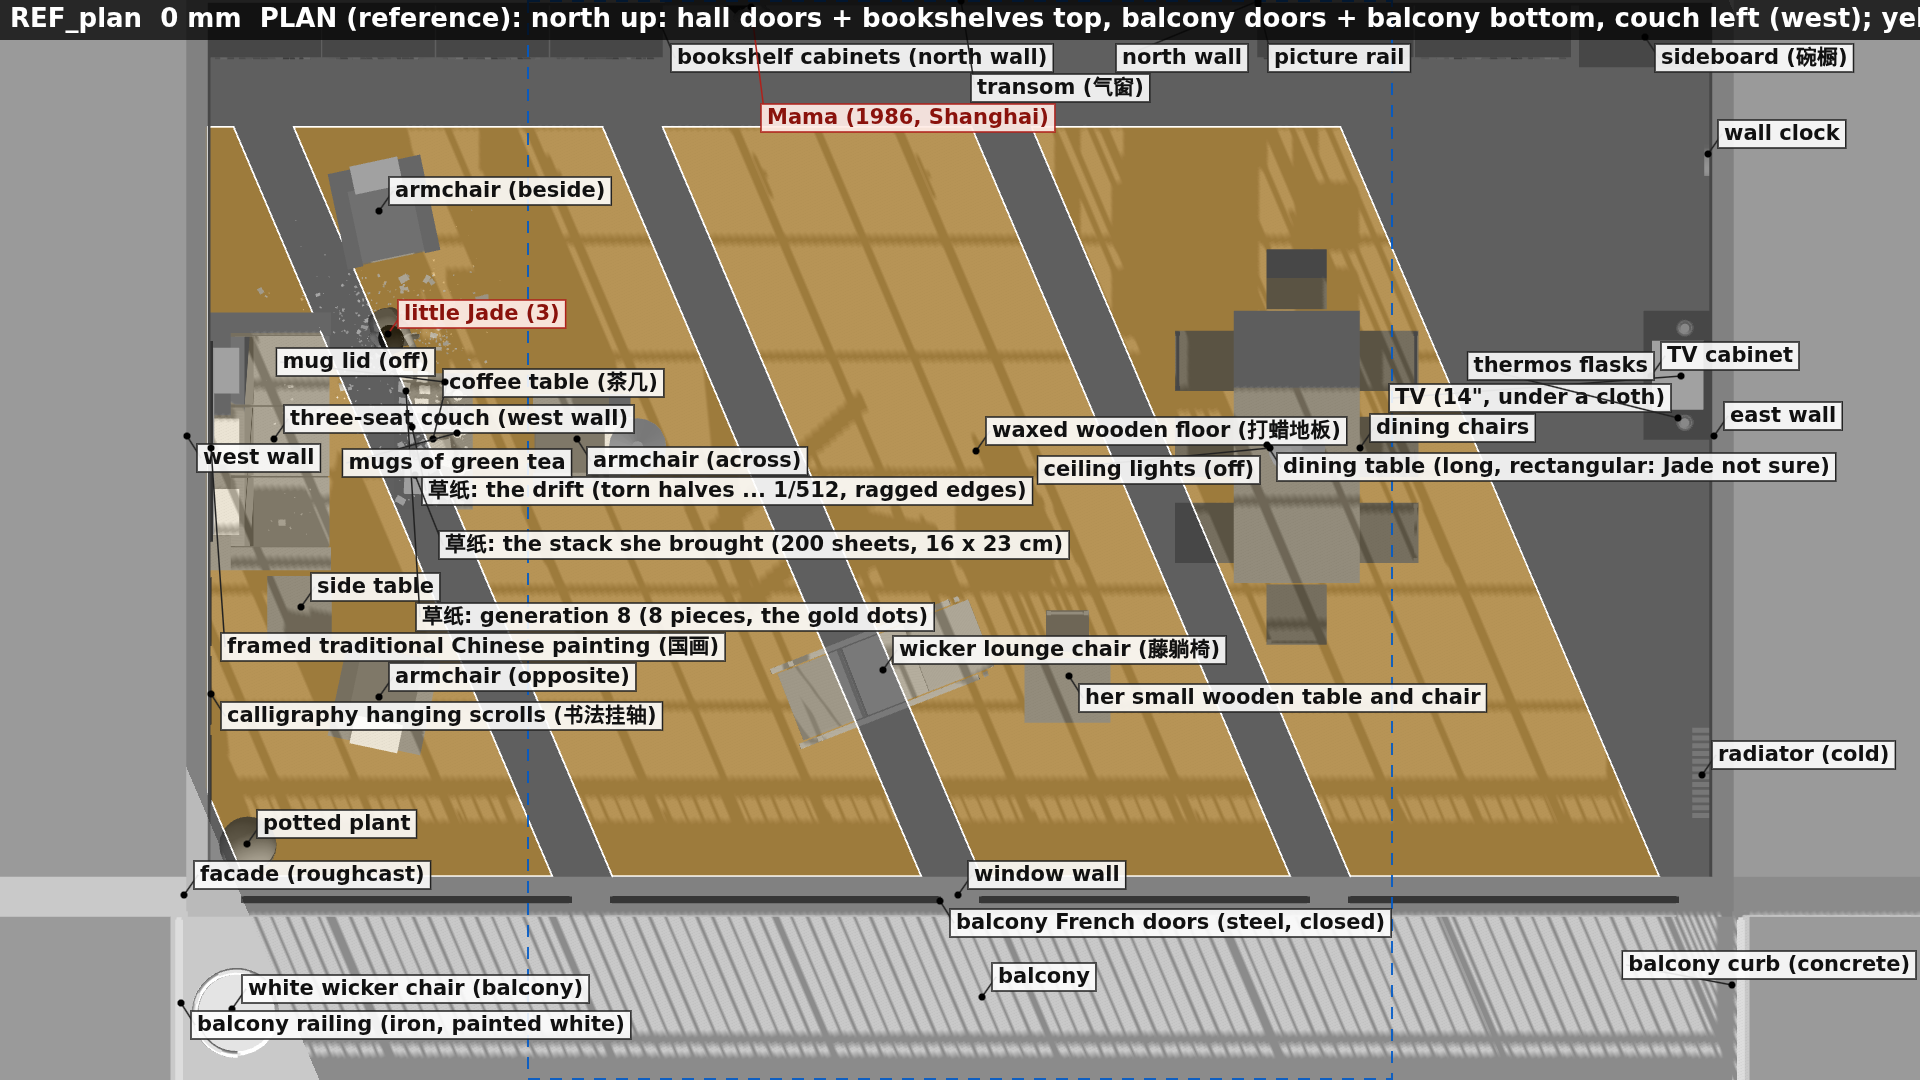 REF_plan  0 mm  PLAN (reference): north up: hall doors + bookshelves top, balcony doors + balcony bottom, couch left (west);
bookshelf cabinets (north wall)
north wall
picture rail
sideboard (碗橱)
transom (气窗)
Mama (1986, Shanghai)
wall clock
armchair (beside)
little Jade (3)
mug lid (off)
coffee table (茶几)
thermos flasks
TV cabinet
TV (14", under a cloth)
three-seat couch (west wall)
waxed wooden floor (打蜡地板)
dining chairs
east wall
west wall
mugs of green tea
armchair (across)
ceiling lights (off)
dining table (long, rectangular: Jade not sure)
草纸: the drift (torn halves ... 1/512, ragged edges)
草纸: the stack she brought (200 sheets, 16 x 23 cm)
side table
草纸: generation 8 (8 pieces, the gold dots)
framed traditional Chinese painting (国画)
wicker lounge chair (藤躺椅)
armchair (opposite)
her small wooden table and chair
calligraphy hanging scrolls (书法挂轴)
radiator (cold)
potted plant
facade (roughcast)
window wall
balcony French doors (steel, closed)
balcony curb (concrete)
balcony
white wicker chair (balcony)
balcony railing (iron, painted white)